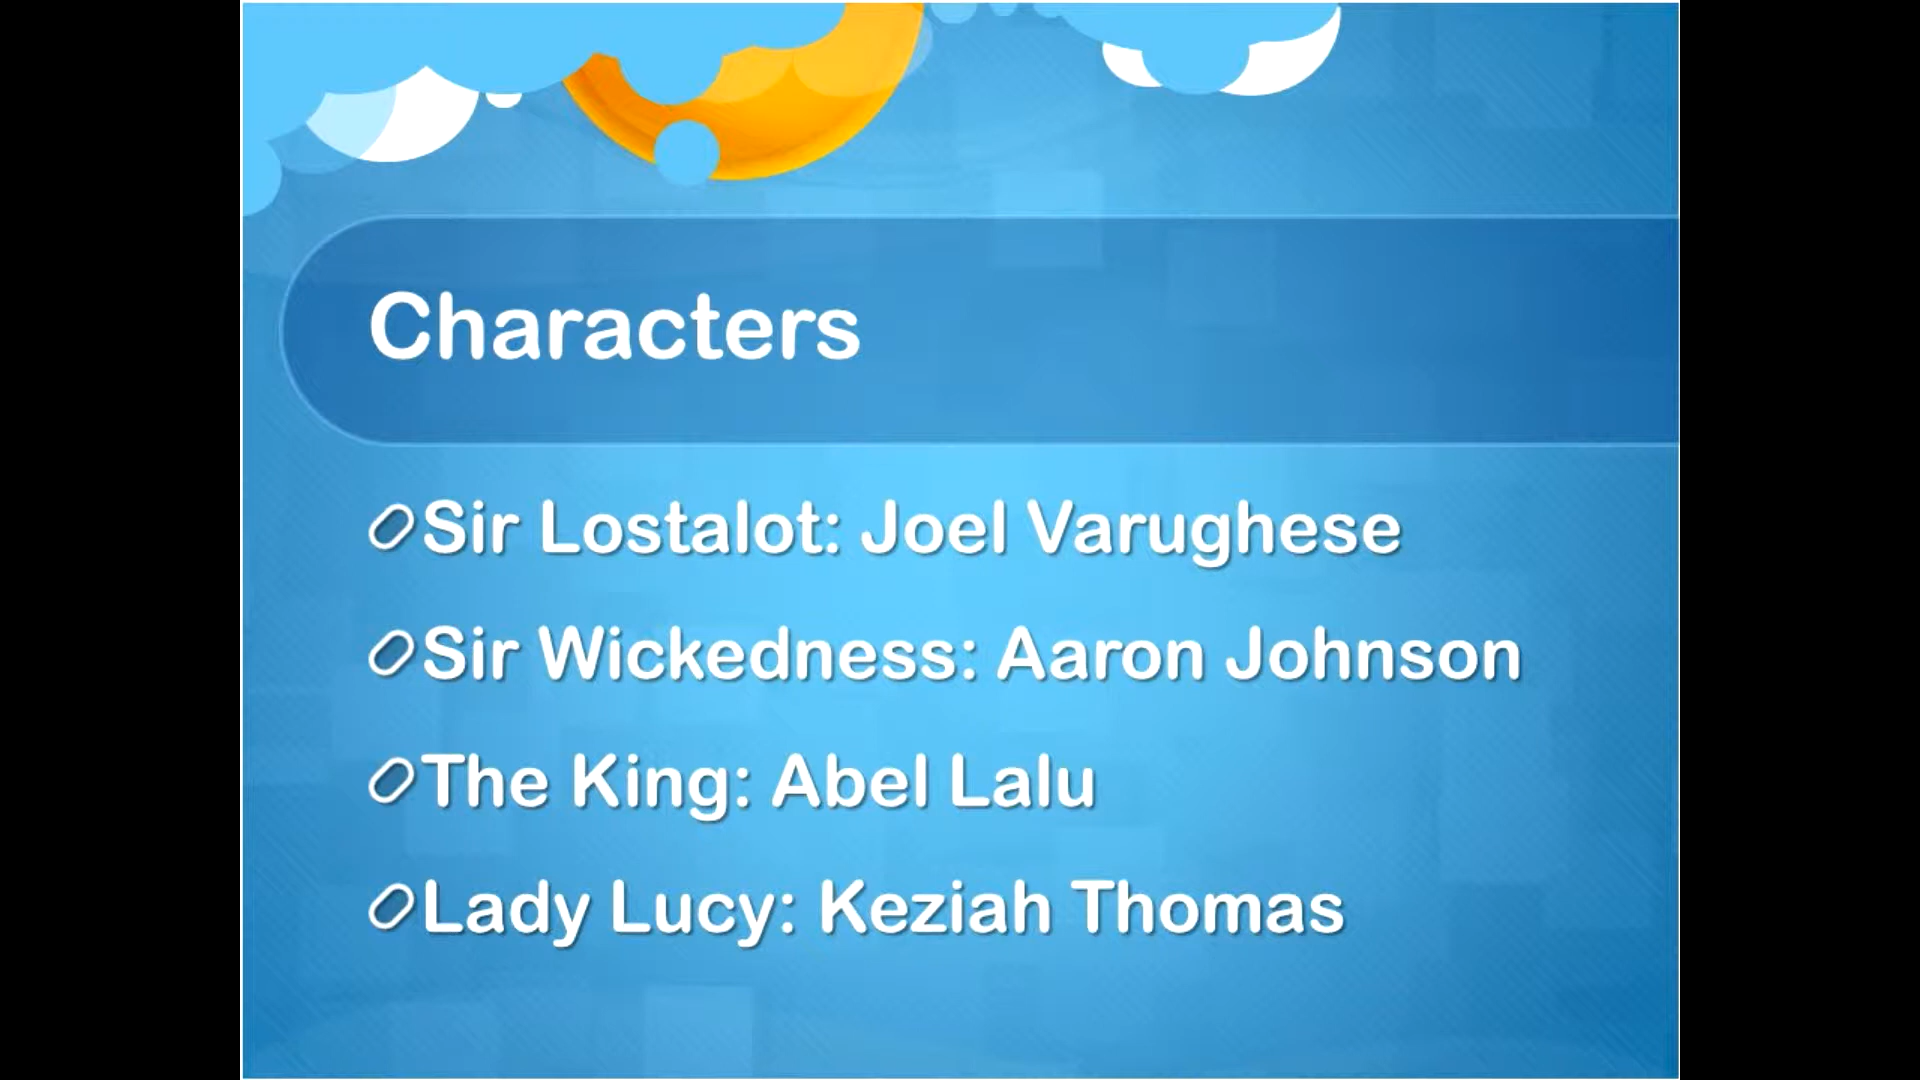 Characters
Sir Lostalot: Joel Varughese
Sir Wickedness: Aaron Johnson
The King: Abel Lalu
Lady Lucy: Keziah Thomas